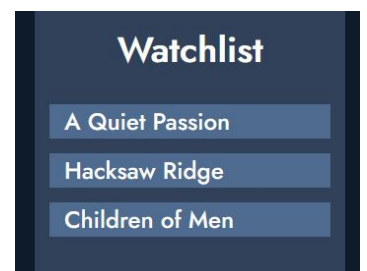 Watchlist
A Quiet Passion
Hacksaw Ridge
Children of Men